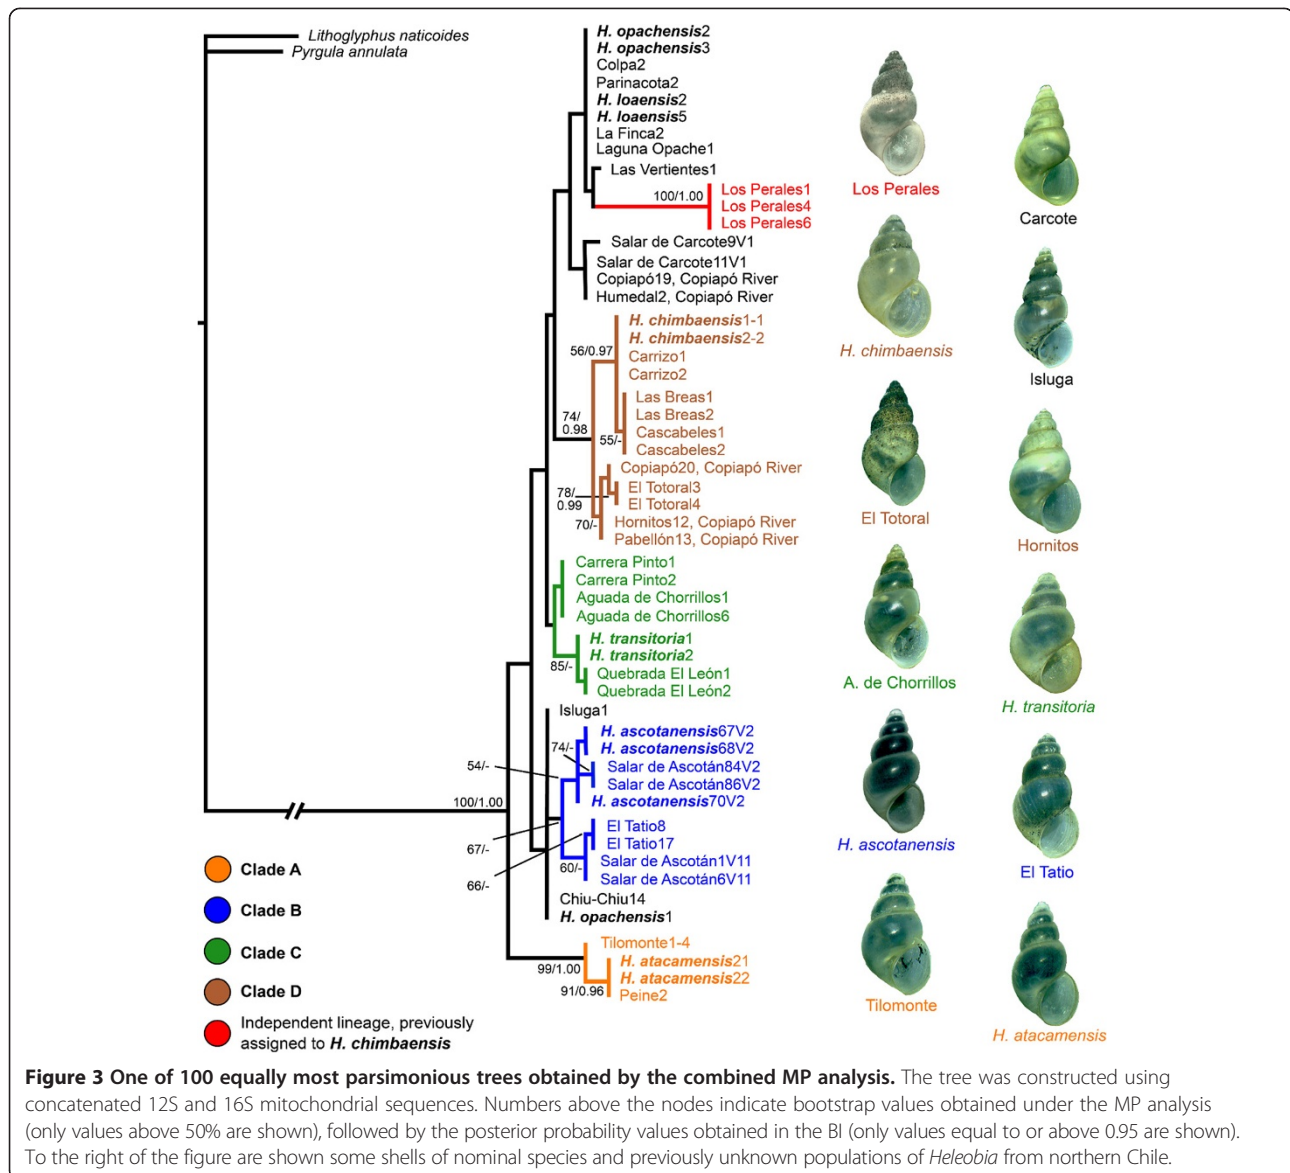 Lithoglyphus naticoides
Pyrgula annulata
H. opachensis2
H. opachensis3
Colpa2
Parinacota2
H. loaensis2
H. loaensis5
La Finca2
Laguna Opache1
Las Vertientes1
100/1.00
Los Perales1
Los Perales4
Los Perales6
Salar de Carcote9V1
Salar de Carcote11V1
Copiapó19, Copiapó River
Humedal2, Copiapó River
H. chimbaensis1-1
H. chimbaensis2-2
56/0.97
Carrizo1
Carrizo2
Las Breas1
Las Breas2
74/
0.98
55/-
Cascabeles1
Cascabeles2
Copiapó20, Copiapó River
78/
0.99
El Totoral3
El Totoral4
70/-
Hornitos12, Copiapó River
Pabellón13, Copiapó River
Carrera Pinto1
Carrera Pinto2
Aguada de Chorrillos1
Aguada de Chorrillos6
H. transitoria1
H. transitoria2
85/-
Quebrada El León1
Quebrada El León2
Isluga1
H. ascotanensis67V2
H. ascotanensis68V2
74/-
54/-
Salar de Ascotán84V2
Salar de Ascotán86V2
H. ascotanensis70V2
100/1.00
El Tatio8
El Tatio17
67/-
66/-
60/-
Salar de Ascotán1V11
Salar de Ascotán6V11
Chiu-Chiu14
H. opachensis1
Tilomonte1-4
99/1.00
H. atacamensis21
H. atacamensis22
91/0.96
Peine2
Los Perales
Carcote
H. chimbaensis
Isluga
El Totoral
Hornitos
A. de Chorrillos
H. transitoria
H. ascotanensis
El Tatio
Tilomonte
H. atacamensis
Clade A
Clade B
Clade C
Clade D
Independent lineage, previously
assigned to H. chimbaensis
Figure 3 One of 100 equally most parsimonious trees obtained by the combined MP analysis. The tree was constructed using
concatenated 12S and 16S mitochondrial sequences. Numbers above the nodes indicate bootstrap values obtained under the MP analysis
(only values above 50% are shown), followed by the posterior probability values obtained in the BI (only values equal to or above 0.95 are shown).
To the right of the figure are shown some shells of nominal species and previously unknown populations of Heleobia from northern Chile.